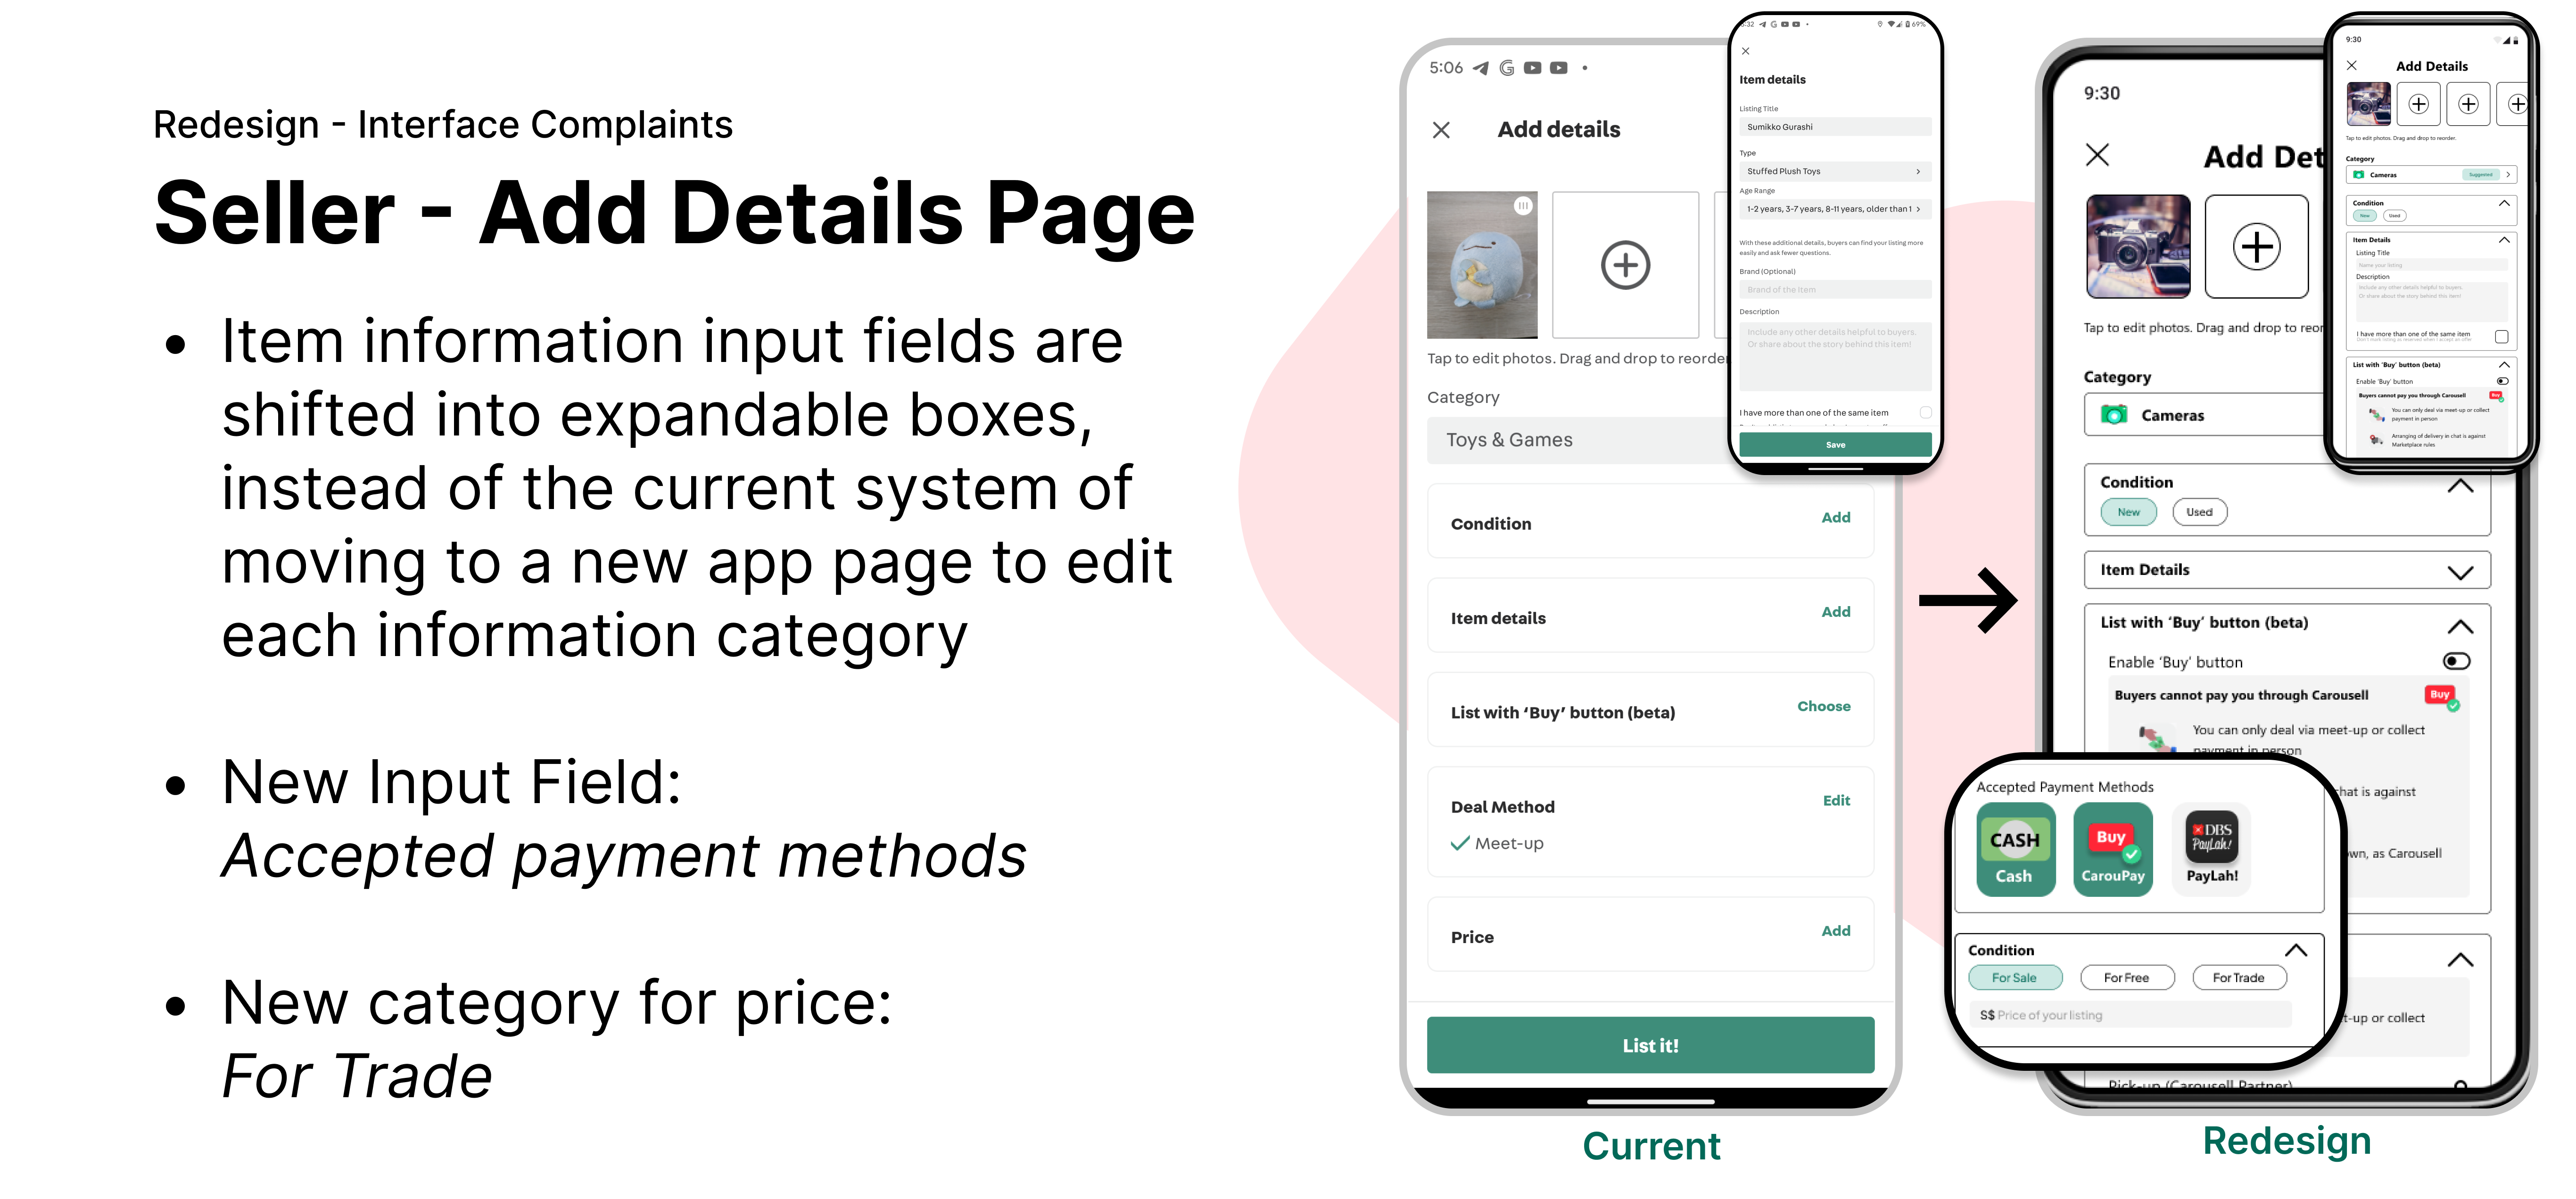 Redesign - Interface Complaints
Seller - Add Details Page
Item information input fields are
shifted into expandable boxes,
instead of the current system of
moving to a new app page to edit
each information category
New Input Field:
Accepted payment methods
New category for price:
For Trade
5:06
Add details
Tap to edit photos. Drag and drop to reorder
Category
Toys & Games
Condition
Add
Item details
Add
List with ‘Buy’ button (beta)
Choose
Deal Method
Edit
Meet-up
Price
Add
List it!
Current
:32
69%
Item details
Listing Title
Sumikko Gurashi
Type
Stuffed Plush Toys
Age Range
1-2 years, 3-7 years, 8-11 years, older than 1
With these additional details, buyers can find your listing more
easily and ask fewer questions.
Brand (Optional)
Brand of the item
Description
Include any other details helpful to buyers.
Or share about the story behind this item!
I have more than one of the same item
Save
9:30
Add Det
Tap to edit photos. Drag and drop to reor
Category
Cameras
Condition
New
Used
Item Details
List with ‘Buy’ button (beta)
Enable ‘Buy’ button
Buyers cannot pay you through Carousell
Buy
You can only deal via meet-up or collect
payment in person
hat is against
wn, as Carousell
t-up or collect
Pick-up (Carousell Partner)
Accepted Payment Methods
CASH
Cash
Buy
CarouPay
DBS
PayLah!
PayLah!
Condition
For Sale
For Free
For Trade
S$ Price of your listing
9:30
Add Details
Tap to edit photos. Drag and drop to reorder.
Category
Cameras
Suggested
Condition
New
Used
Item Details
Listing Title
Name your listing
Description
Include any other details helpful to buyers.
Or share about the story behind this item!
I have more than one of the same item
Don't mark listing as reserved when I accept an offer
List with ‘Buy’ button (beta)
Enable ‘Buy’ button
Buyers cannot pay you through Carousell
Buy
You can only deal via meet-up or collect
payment in person
Arranging of delivery in chat is against
Marketplace rules
Redesign